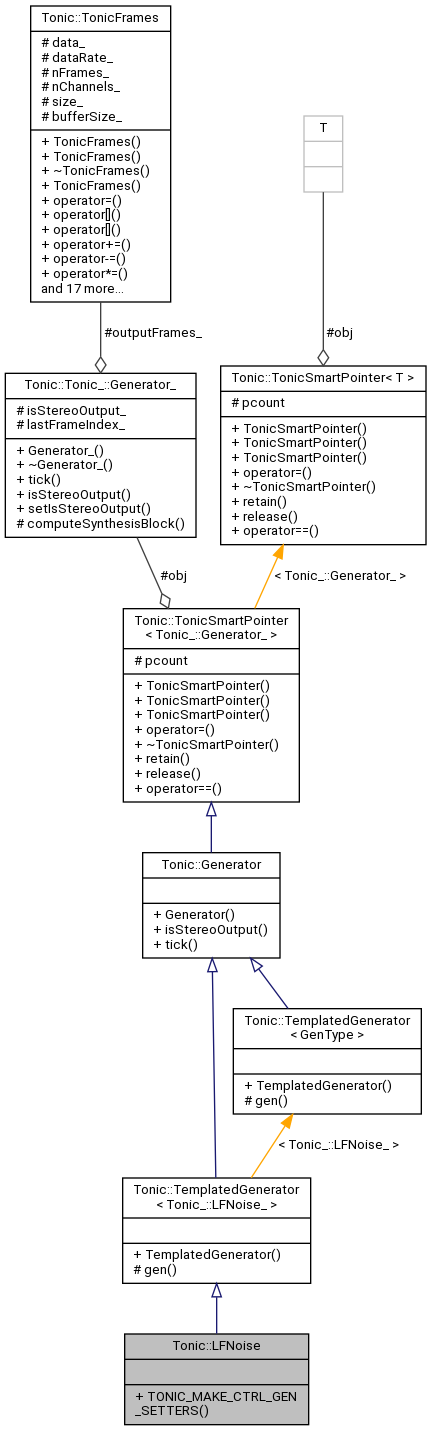 Tonic::TonicFrames
# data_
# dataRate_
# nFrames_
# nChannels_
# size_
# bufferSize_
+ TonicFrames()
+ TonicFrames()
+ ~TonicFrames()
+ TonicFrames()
+ operator=()
+ operator[]()
+ operator[]()
+ operator+=()
+ operator-=()
+ operator*=()
and 17 more...
T
#outputFrames_
#obj
Tonic::Tonic_::Generator_
# isStereoOutput_
# lastFrameIndex_
+ Generator_()
+ ~Generator_()
+ tick()
+ isStereoOutput()
+ setIsStereoOutput()
# computeSynthesisBlock()
Tonic::TonicSmartPointer< T >
# pcount
+ TonicSmartPointer()
+ TonicSmartPointer()
+ TonicSmartPointer()
+ operator=()
+ ~TonicSmartPointer()
+ retain()
+ release()
+ operator==()
#obj
< Tonic_::Generator_ >
Tonic::TonicSmartPointer
< Tonic_::Generator_ >
# pcount
+ TonicSmartPointer()
+ TonicSmartPointer()
+ TonicSmartPointer()
+ operator=()
+ ~TonicSmartPointer()
+ retain()
+ release()
+ operator==()
Tonic::Generator
+ Generator()
+ isStereoOutput()
+ tick()
Tonic::TemplatedGenerator
< GenType >
+ TemplatedGenerator()
# gen()
< Tonic_::LFNoise_ >
Tonic::TemplatedGenerator
< Tonic_::LFNoise_ >
+ TemplatedGenerator()
# gen()
Tonic::LFNoise
+ TONIC_MAKE_CTRL_GEN
_SETTERS()